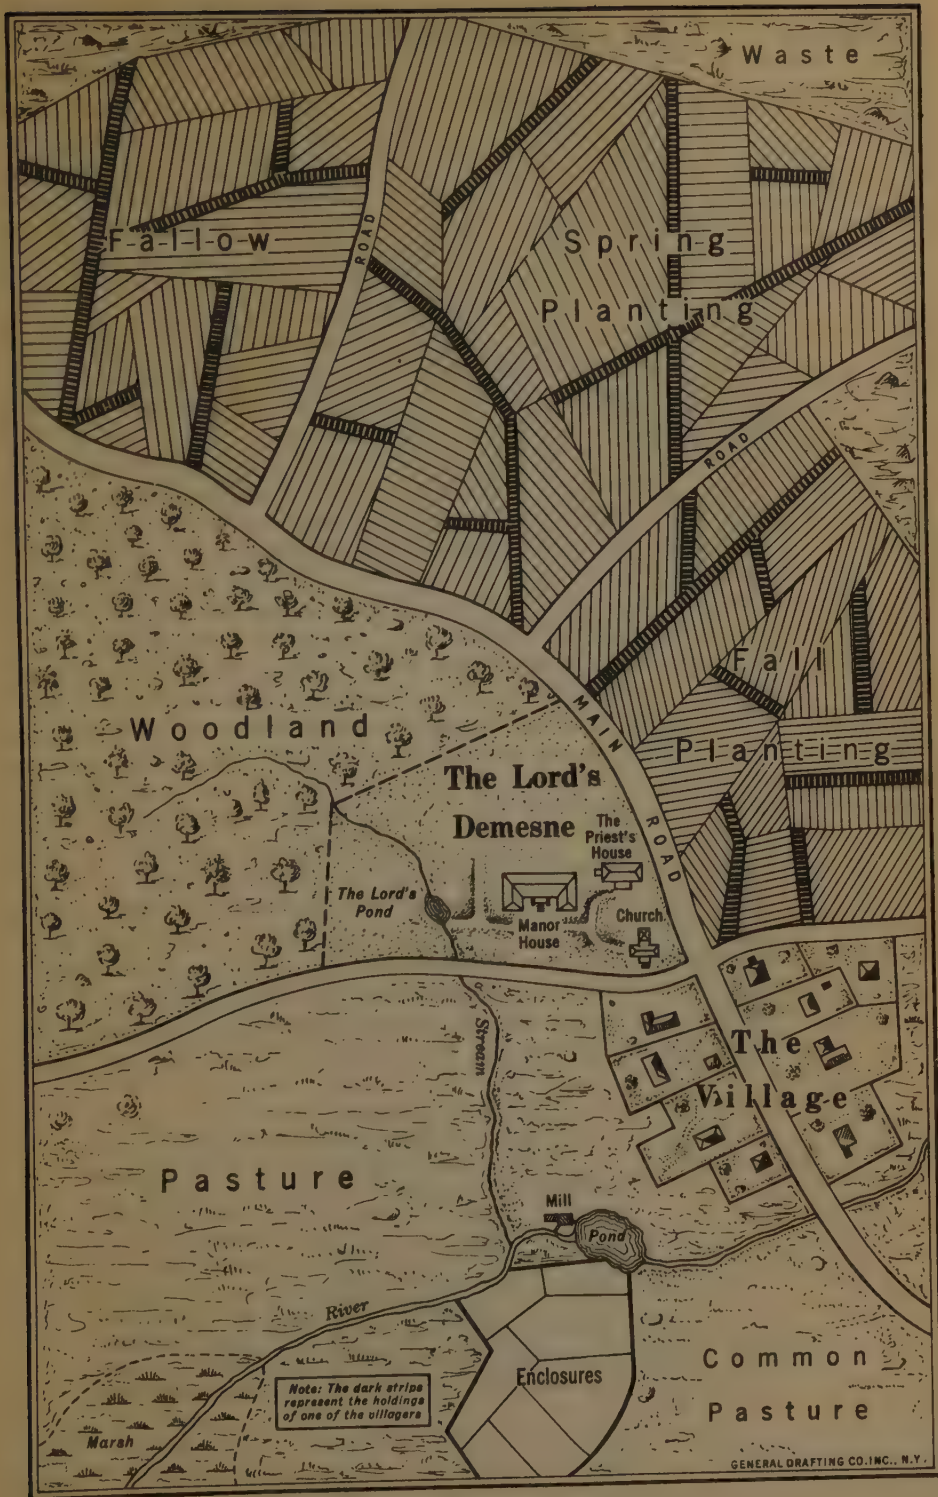 Waste
Fallow
ROAD
Spring
Planting
ROAD
Fall
Planting
MAIN
ROAD
Woodland
The Lord's
Demesne
The
Priest's
House
The Lord's
Pond
Manor
House
Church
Stream
The
Village
Pasture
Mill
Pond
River
Enclosures
Common
Pasture
Note: The dark strips
represent the holdings
of one of the villagers
Marsh
GENERAL DRAFTING CO. INC., N.Y.